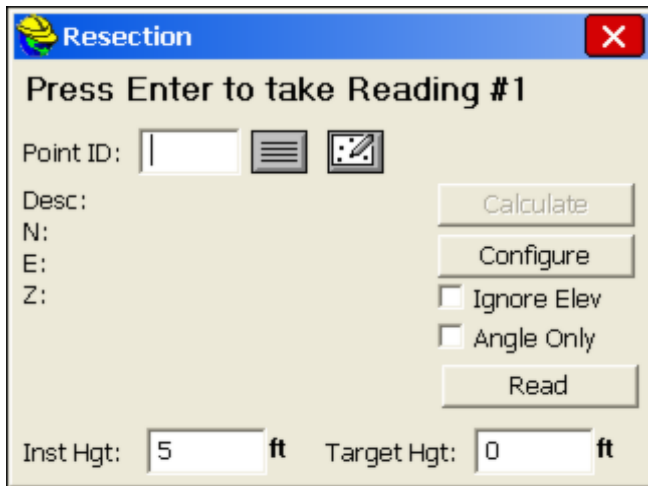 Resection
Press Enter to take Reading #1
Point ID:
Desc:
Calculate
N:
Configure
E:
Z:
Ignore Elev
Angle Only
Read
Inst Hgt: 5 ft Target Hgt: 0 ft